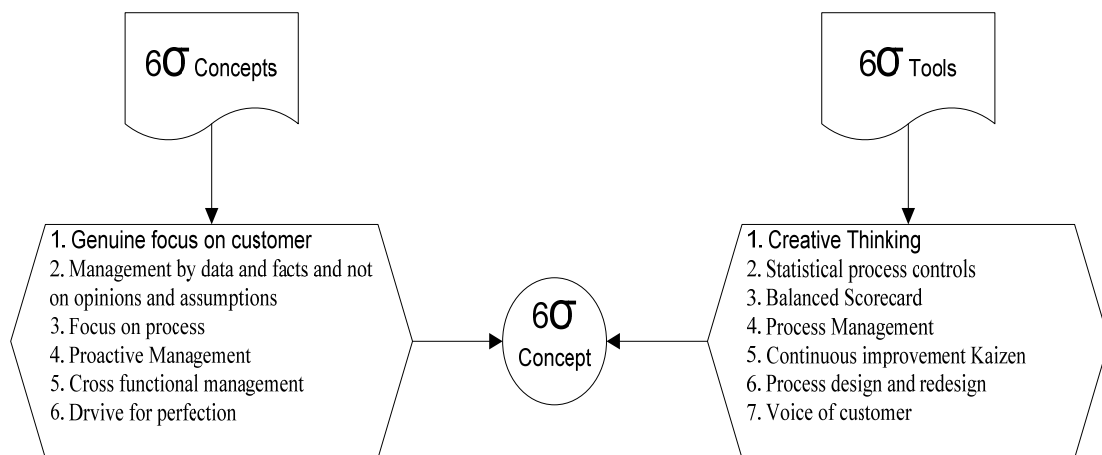 6σ Concepts
6σ Tools
1. Genuine focus on customer
2. Management by data and facts and not
on opinions and assumptions
3. Focus on process
4. Proactive Management
5. Cross functional management
6. Drvive for perfection
6σ
Concept
1. Creative Thinking
2. Statistical process controls
3. Balanced Scorecard
4. Process Management
5. Continuous improvement Kaizen
6. Process design and redesign
7. Voice of customer